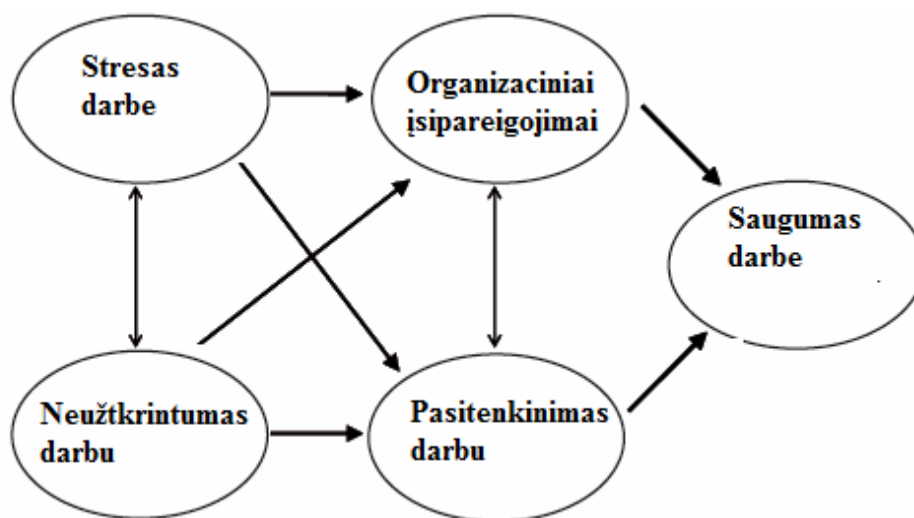 Stresas
darbe
Organizaciniai
įsipareigojimai
Saugumas
darbe
Neužtkrintumas
darbu
Pasitenkinimas
darbu